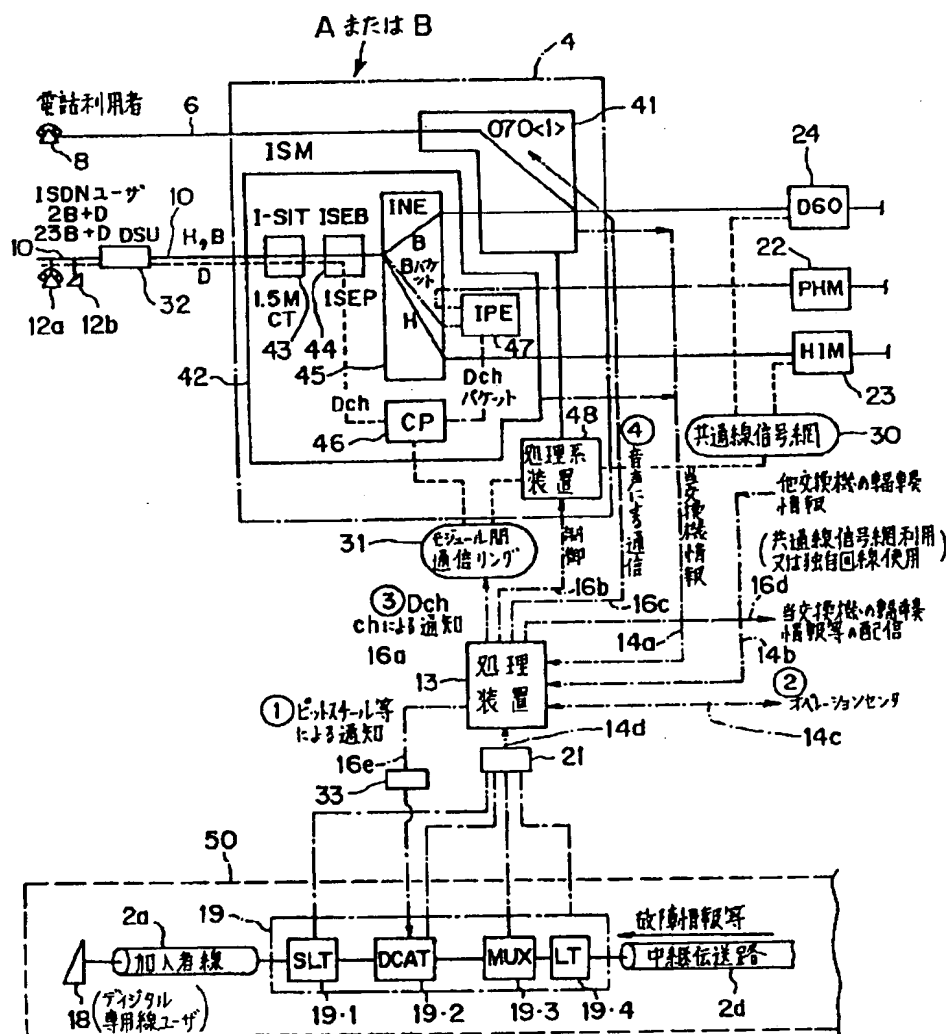 A または B
4
電話利用者
6
8
ISM
070<1>
41
24
D60
ISDNユーザ
2B+D
23B+D
DSU
10
10
H,B
D
I-SIT
ISEB
INE
B
Bパケット
H
22
PHM
12a
12b
32
1.5M
CT
ISEP
IPE
47
HIM
23
42
43
44
45
Dch
Dch
パケット
CP
46
48
処理系
装置
④
音声による通信
当交換機情報
共通線信号網
30
31
モジュール間
通信リング
制御
他交換機の輻輳
情報
(共通線信号網利用
又は独自回線使用)
16b
16c
16d
③ Dch
chによる通知
16a
14a
当交換機の輻輳
情報等の配信
14b
13
処理
装置
②
オペレーションセンタ
14c
① ビットスチール等
による通知
14d
21
16e
33
50
19
故障情報等
2a
加入者線
SLT
DCAT
MUX
LT
中継伝送路
18
(ディジタル
専用線ユーザ)
19·1
19·2
19·3
19·4
2d